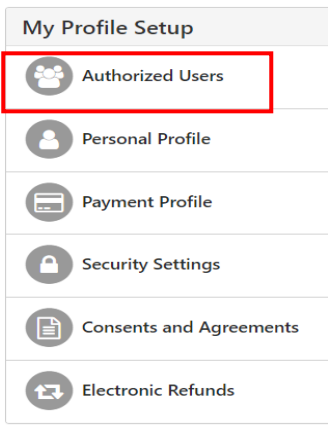 My Profile Setup
Authorized Users
Personal Profile
Payment Profile
Security Settings
Consents and Agreements
Electronic Refunds